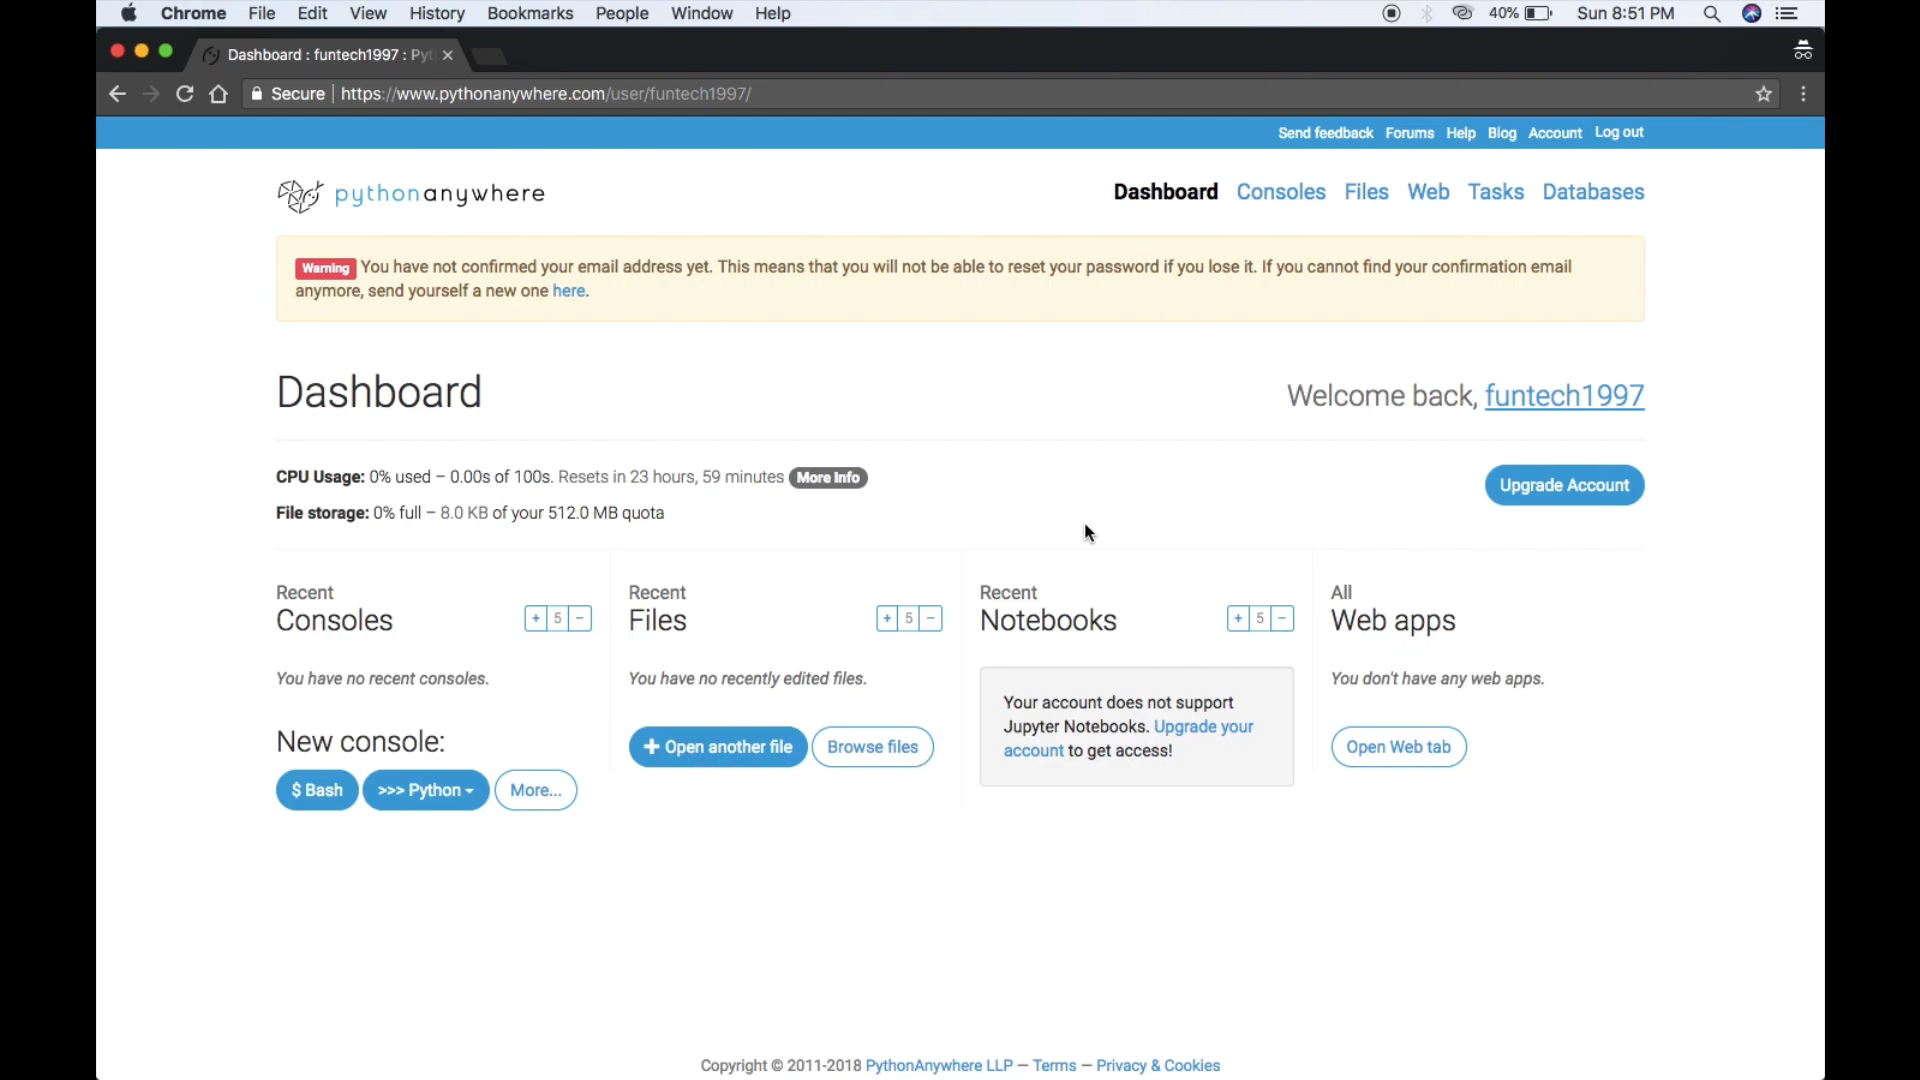 Chrome File Edit View History Bookmarks People Window Help 40% Sun 8:51 PM
Dashboard : funtech1997 : Pyt
Secure https://www.pythonanywhere.com/user/funtech1997/
Send feedback Forums Help Blog Account Log out
pythonanywhere
Dashboard Consoles Files Web Tasks Databases
Warning You have not confirmed your email address yet. This means that you will not be able to reset your password if you lose it. If you cannot find your confirmation email
anymore, send yourself a new one here.
Dashboard
Welcome back, funtech1997
CPU Usage: 0% used – 0.00s of 100s. Resets in 23 hours, 59 minutes More Info
Upgrade Account
File storage: 0% full – 8.0 KB of your 512.0 MB quota
Recent
Consoles
+ 5 –
You have no recent consoles.
New console:
$ Bash >>> Python More...
Recent
Files
+ 5 –
You have no recently edited files.
+ Open another file Browse files
Recent
Notebooks
+ 5 –
Your account does not support
Jupyter Notebooks. Upgrade your
account to get access!
All
Web apps
You don't have any web apps.
Open Web tab
Copyright © 2011-2018 PythonAnywhere LLP — Terms — Privacy & Cookies